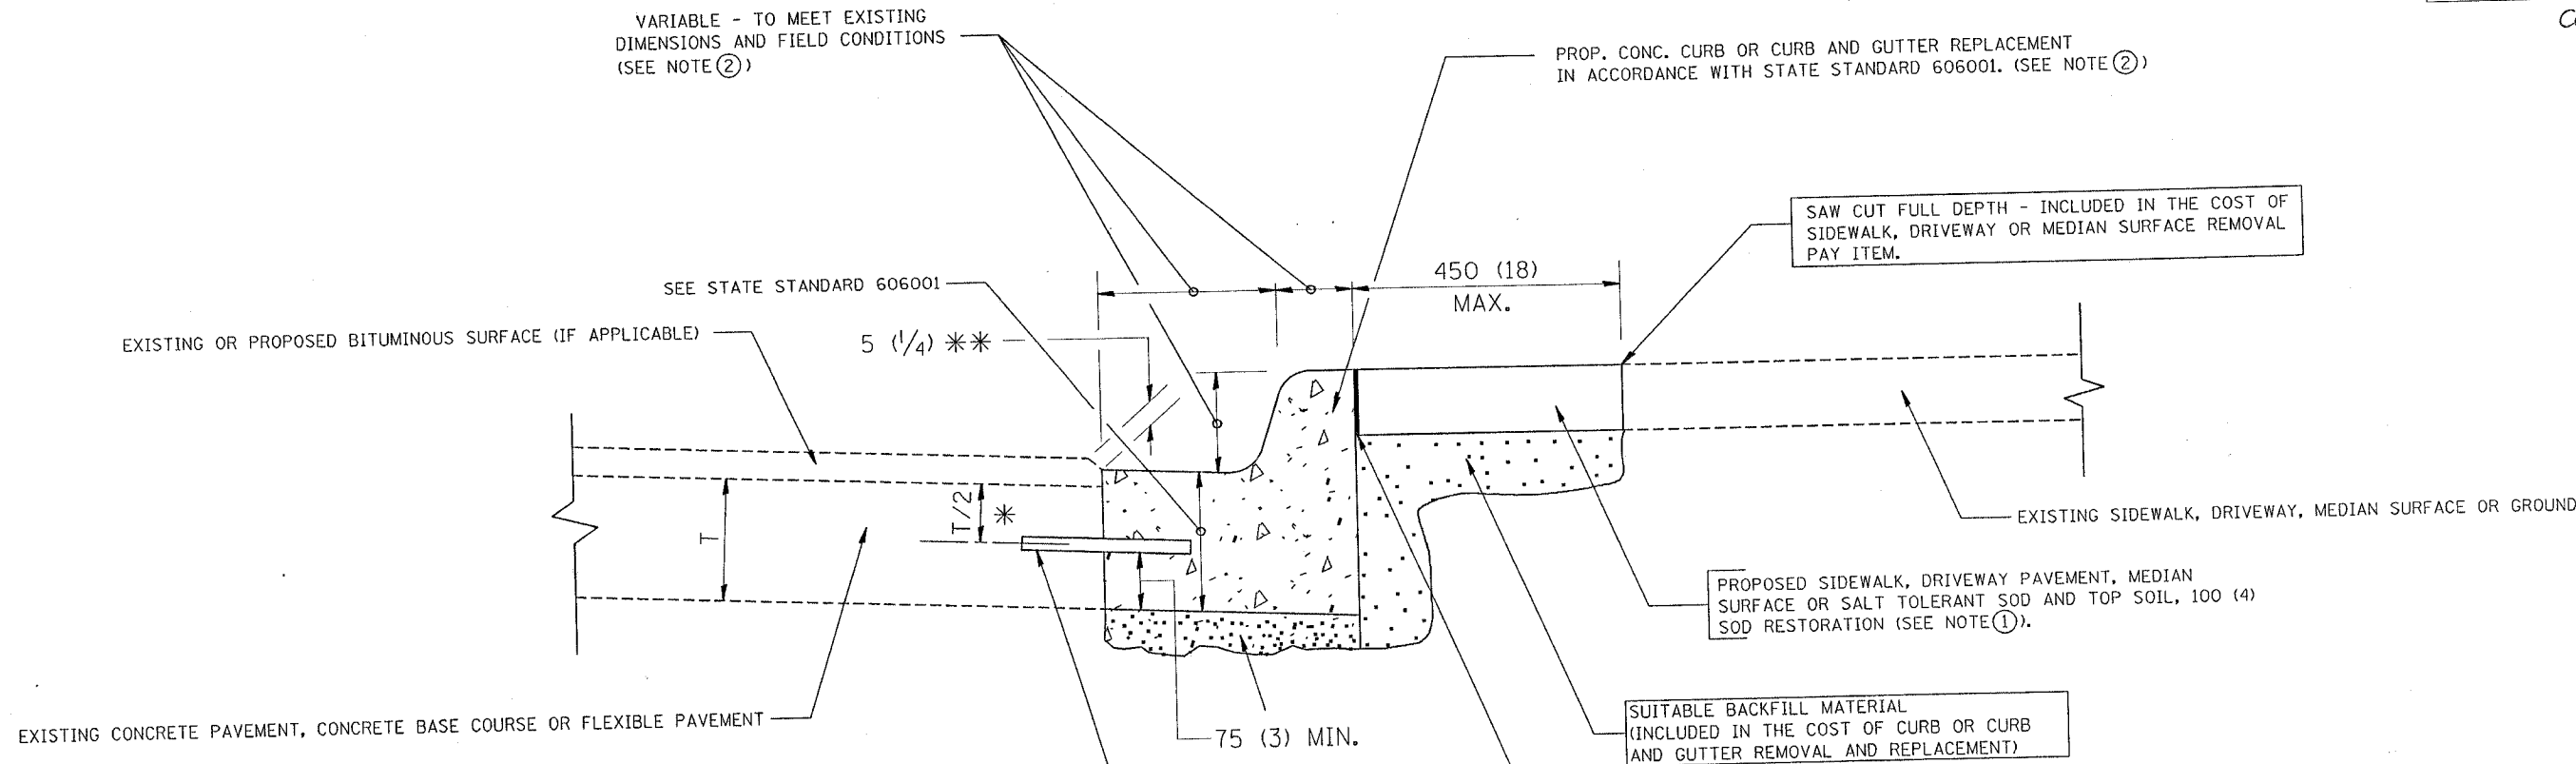 VARIABLE - TO MEET EXISTING
DIMENSIONS AND FIELD CONDITIONS
(SEE NOTE ②)
PROP. CONC. CURB OR CURB AND GUTTER REPLACEMENT
IN ACCORDANCE WITH STATE STANDARD 606001. (SEE NOTE ②)
SAW CUT FULL DEPTH - INCLUDED IN THE COST OF
SIDEWALK, DRIVEWAY OR MEDIAN SURFACE REMOVAL
PAY ITEM.
450 (18)
MAX.
SEE STATE STANDARD 606001
EXISTING OR PROPOSED BITUMINOUS SURFACE (IF APPLICABLE)
5 (1/4) **
T/2 *
T
EXISTING SIDEWALK, DRIVEWAY, MEDIAN SURFACE OR GROUND
PROPOSED SIDEWALK, DRIVEWAY PAVEMENT, MEDIAN
SURFACE OR SALT TOLERANT SOD AND TOP SOIL, 100 (4)
SOD RESTORATION (SEE NOTE ①).
EXISTING CONCRETE PAVEMENT, CONCRETE BASE COURSE OR FLEXIBLE PAVEMENT
75 (3) MIN.
SUITABLE BACKFILL MATERIAL
(INCLUDED IN THE COST OF CURB OR CURB
AND GUTTER REMOVAL AND REPLACEMENT)